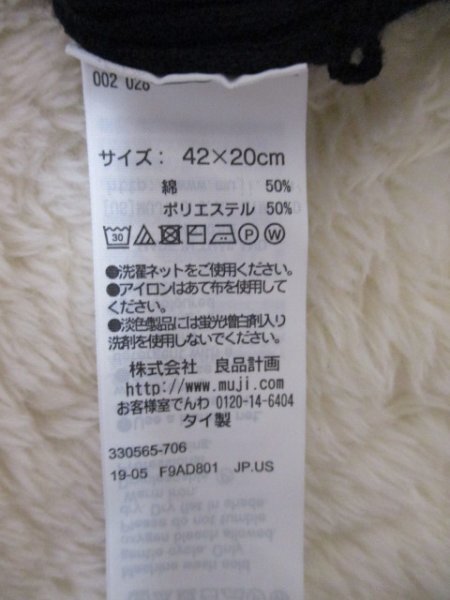 002 028
サイズ: 42×20cm
綿 50%
ポリエステル 50%
30 P W
●洗濯ネットをご使用ください。
●アイロンはあて布を使用して
ください。
●淡色製品には蛍光増白剤入り
洗剤を使用しないでください。
株式会社 良品計画
http://www.muji.com
お客様室でんわ 0120-14-6404
タイ製
330565-706
19-05 F9AD801 JP.US